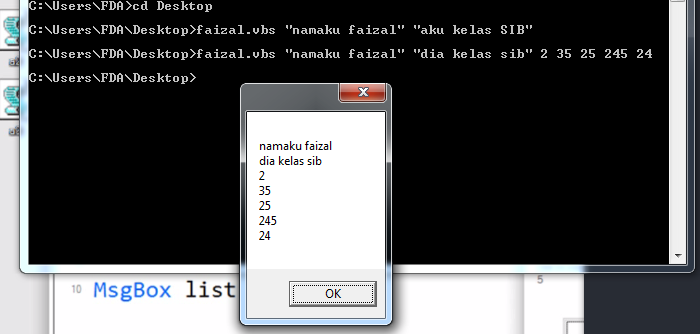 C:\Users\FDA>cd Desktop
C:\Users\FDA\Desktop>faizal.vbs "namaku faizal" "aku kelas SIB"
C:\Users\FDA\Desktop>faizal.vbs "namaku faizal" "dia kelas sib" 2 35 25 245 24
C:\Users\FDA\Desktop>
namaku faizal
dia kelas sib
2
35
25
245
24
OK
10 MsgBox list
5